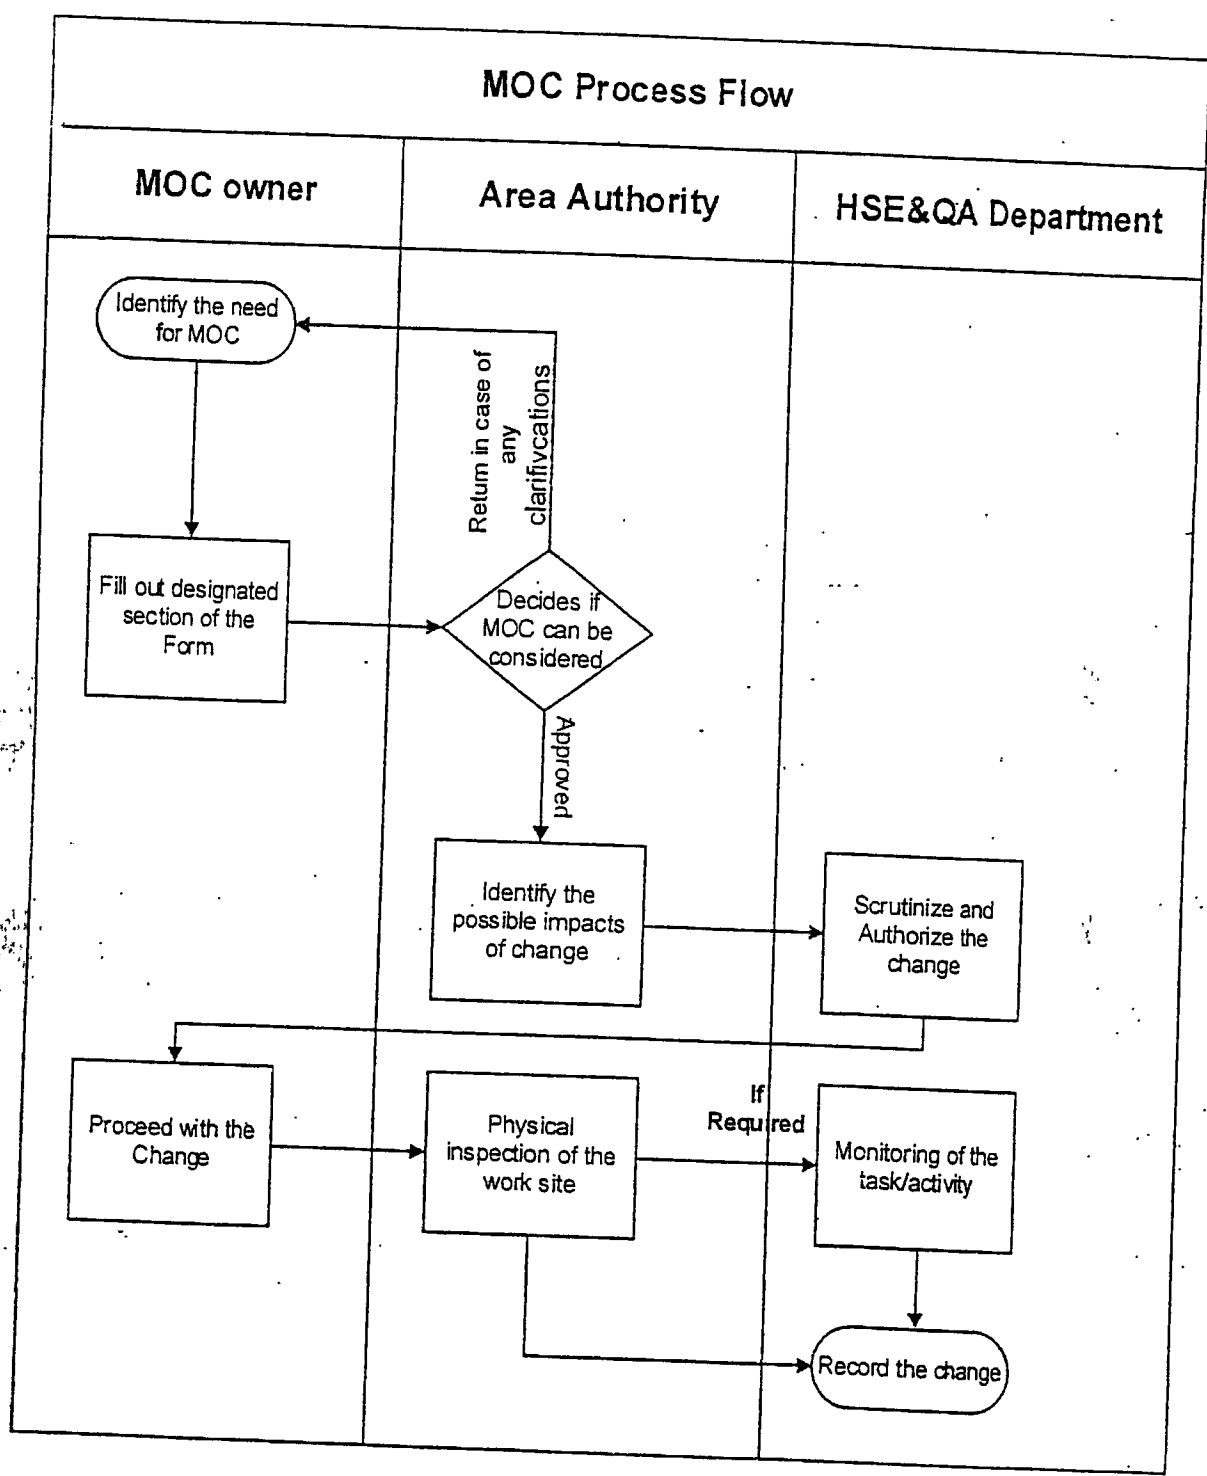 MOC Process Flow
MOC owner
Area Authority
HSE&QA Department
Identify the need
for MOC
Return in case of
any
clarifivcations
Fill out designated
section of the
Form
Decides if
MOC can be
considered
Approved
Identify the
possible impacts
of change
Scrutinize and
Authorize the
change
Proceed with the
Change
Physical
inspection of the
work site
If
Required
Monitoring of the
task/activity
Record the change